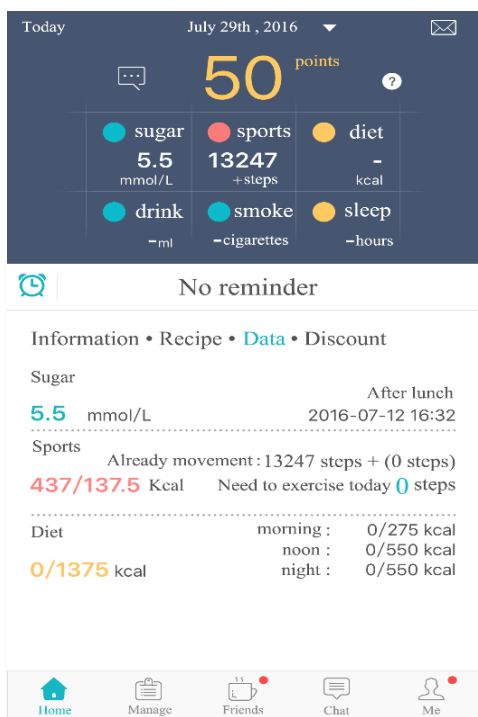 Today July 29th , 2016
50 points
?
sugar sports diet
5.5 13247 -
mmol/L +steps kcal
drink smoke sleep
-ml -cigarettes -hours
No reminder
Information • Recipe • Data • Discount
Sugar
After lunch
5.5 mmol/L 2016-07-12 16:32
Sports
Already movement : 13247 steps + (0 steps)
437/137.5 Kcal Need to exercise today 0 steps
Diet morning : 0/275 kcal
noon : 0/550 kcal
0/1375 kcal night : 0/550 kcal
Home Manage Friends Chat Me